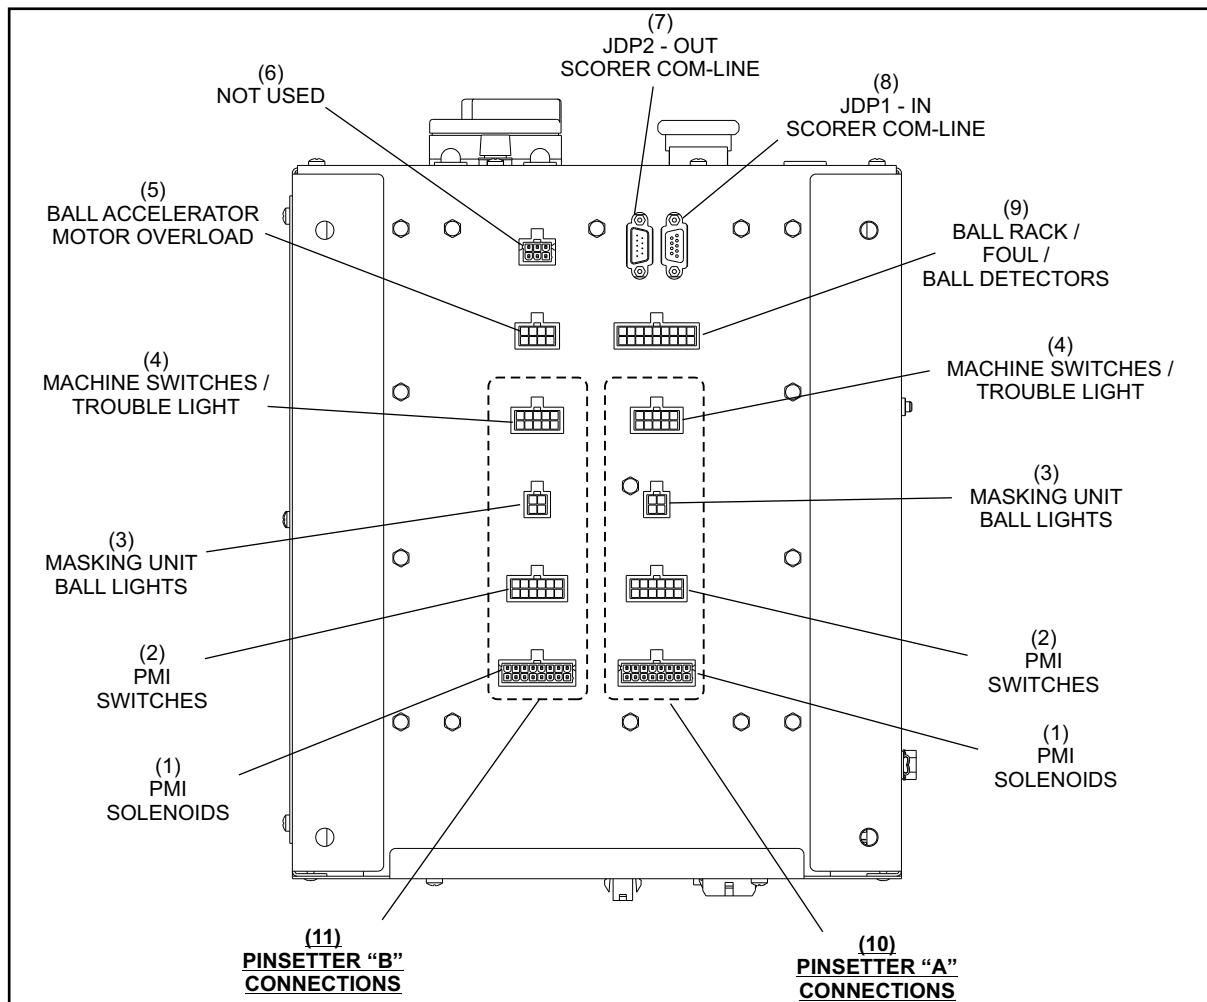 (7)
JDP2 - OUT
SCORER COM-LINE
(6)
NOT USED
(8)
JDP1 - IN
SCORER COM-LINE
(5)
BALL ACCELERATOR
MOTOR OVERLOAD
(9)
BALL RACK /
FOUL /
BALL DETECTORS
(4)
MACHINE SWITCHES /
TROUBLE LIGHT
(4)
MACHINE SWITCHES /
TROUBLE LIGHT
(3)
MASKING UNIT
BALL LIGHTS
(3)
MASKING UNIT
BALL LIGHTS
(2)
PMI
SWITCHES
(2)
PMI
SWITCHES
(1)
PMI
SOLENOIDS
(1)
PMI
SOLENOIDS
(11)
PINSETTER “B”
CONNECTIONS
(10)
PINSETTER “A”
CONNECTIONS